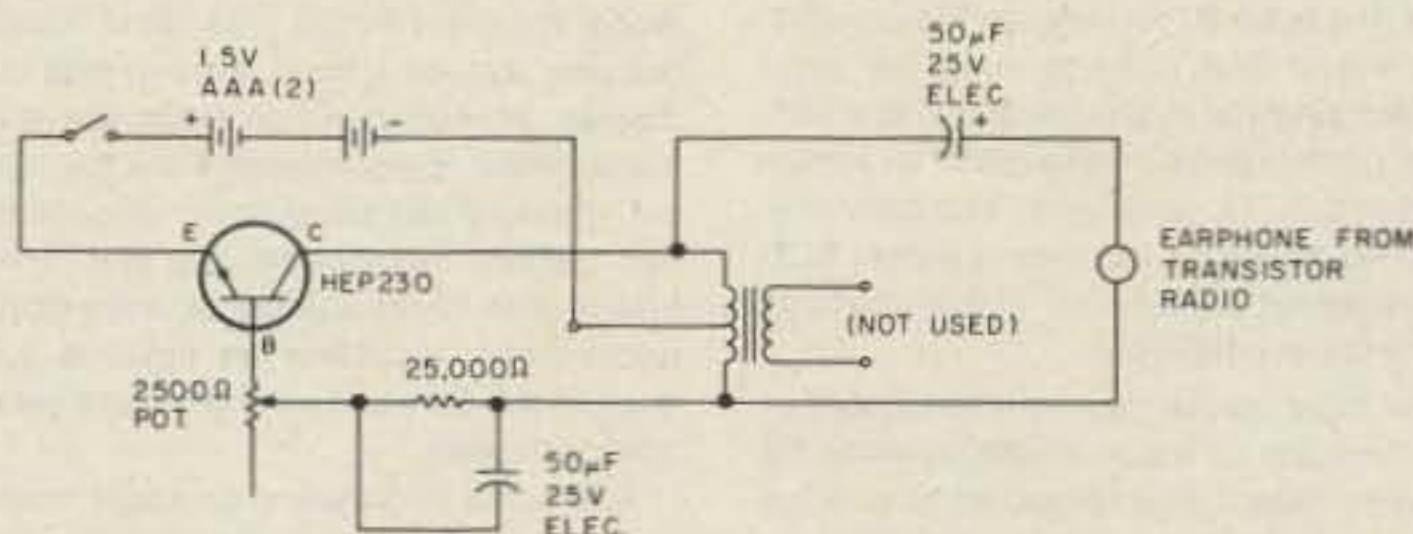 1.5V
AAA(2)
+
-
50µF
25V
ELEC
+
E
C
HEP230
B
2500Ω
POT
25,000Ω
50µF
25V
ELEC.
(NOT USED)
EARPHONE FROM
TRANSISTOR
RADIO